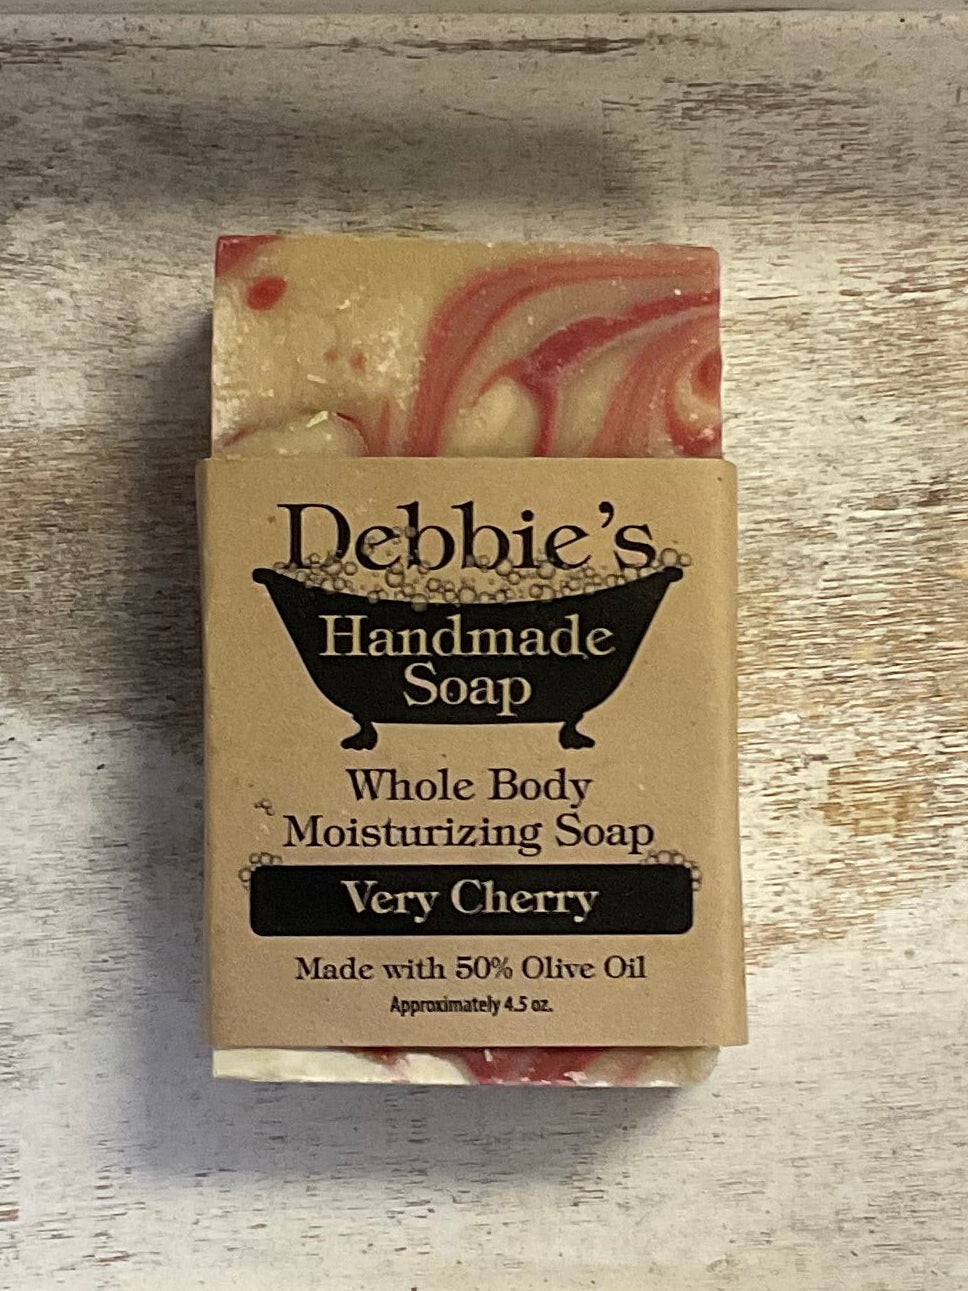 Debbie's
Handmade
Soap
Whole Body
Moisturizing Soap
Very Cherry
Made with 50% Olive Oil
Approximately 4.5 oz.